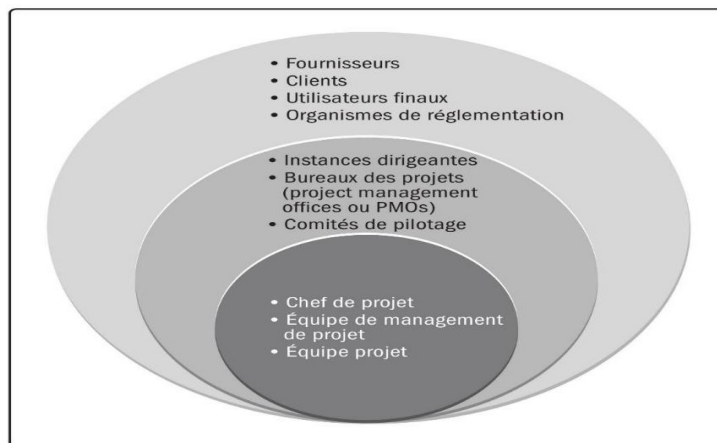 • Fournisseurs
• Clients
• Utilisateurs finaux
• Organismes de réglementation
• Instances dirigeantes
• Bureaux des projets
(project management
offices ou PMOs)
• Comités de pilotage
• Chef de projet
• Équipe de management
de projet
• Équipe projet